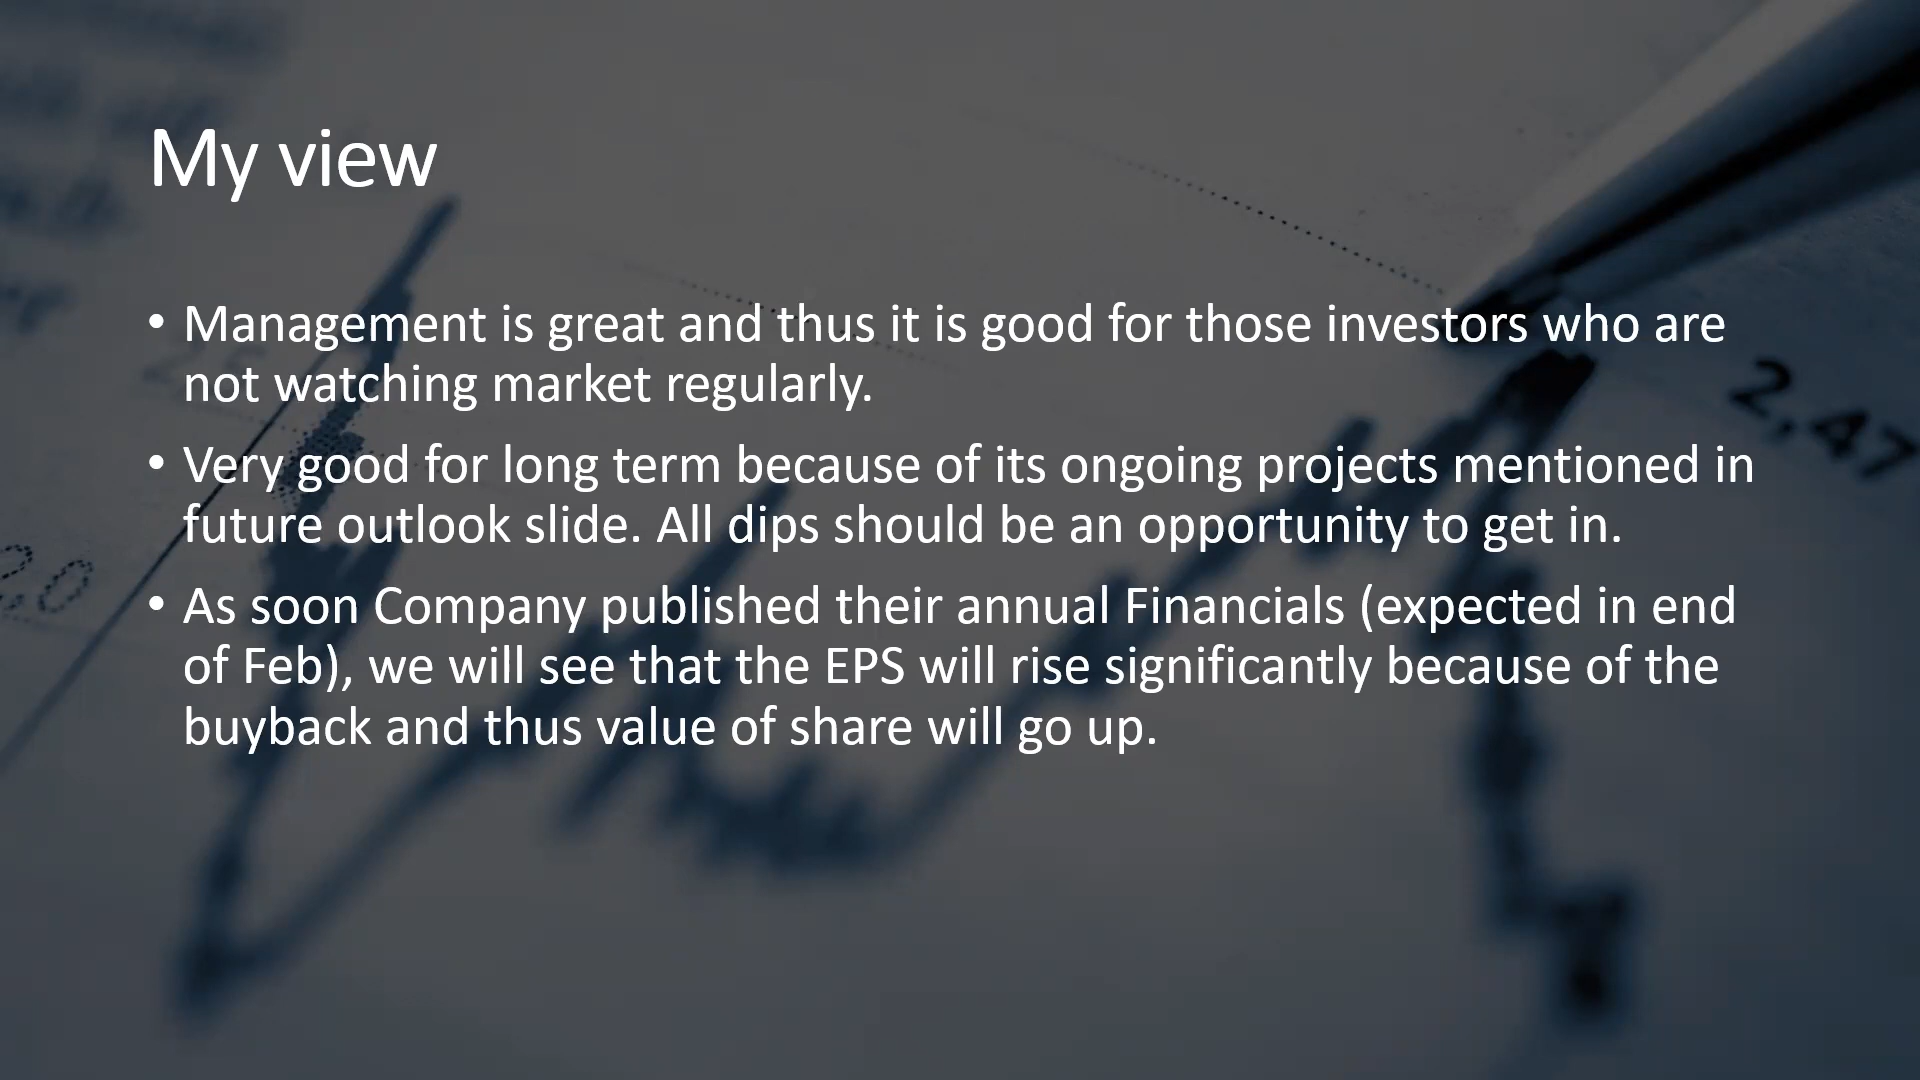 My view
• Management is great and thus it is good for those investors who are
not watching market regularly.
• Very good for long term because of its ongoing projects mentioned in
future outlook slide. All dips should be an opportunity to get in.
• As soon Company published their annual Financials (expected in end
of Feb), we will see that the EPS will rise significantly because of the
buyback and thus value of share will go up.
2,47